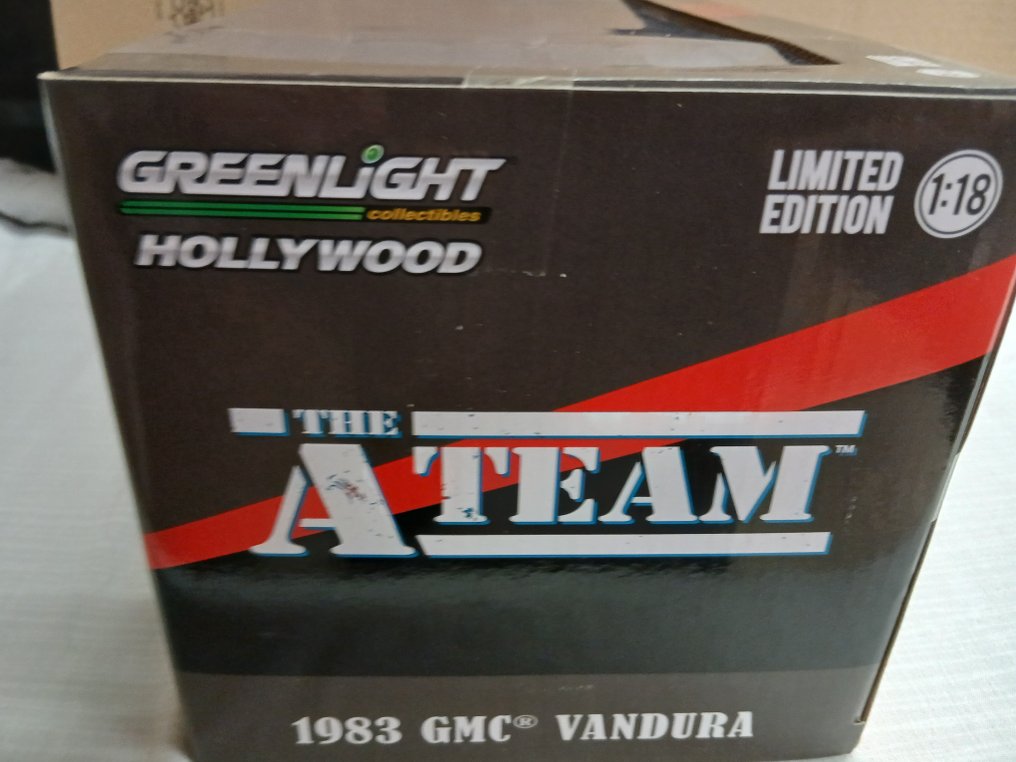 GREENLiGHT
collectibles
HOLLYWOOD
LIMITED
EDITION
1:18
THE
A TEAM™
1983 GMC® VANDURA